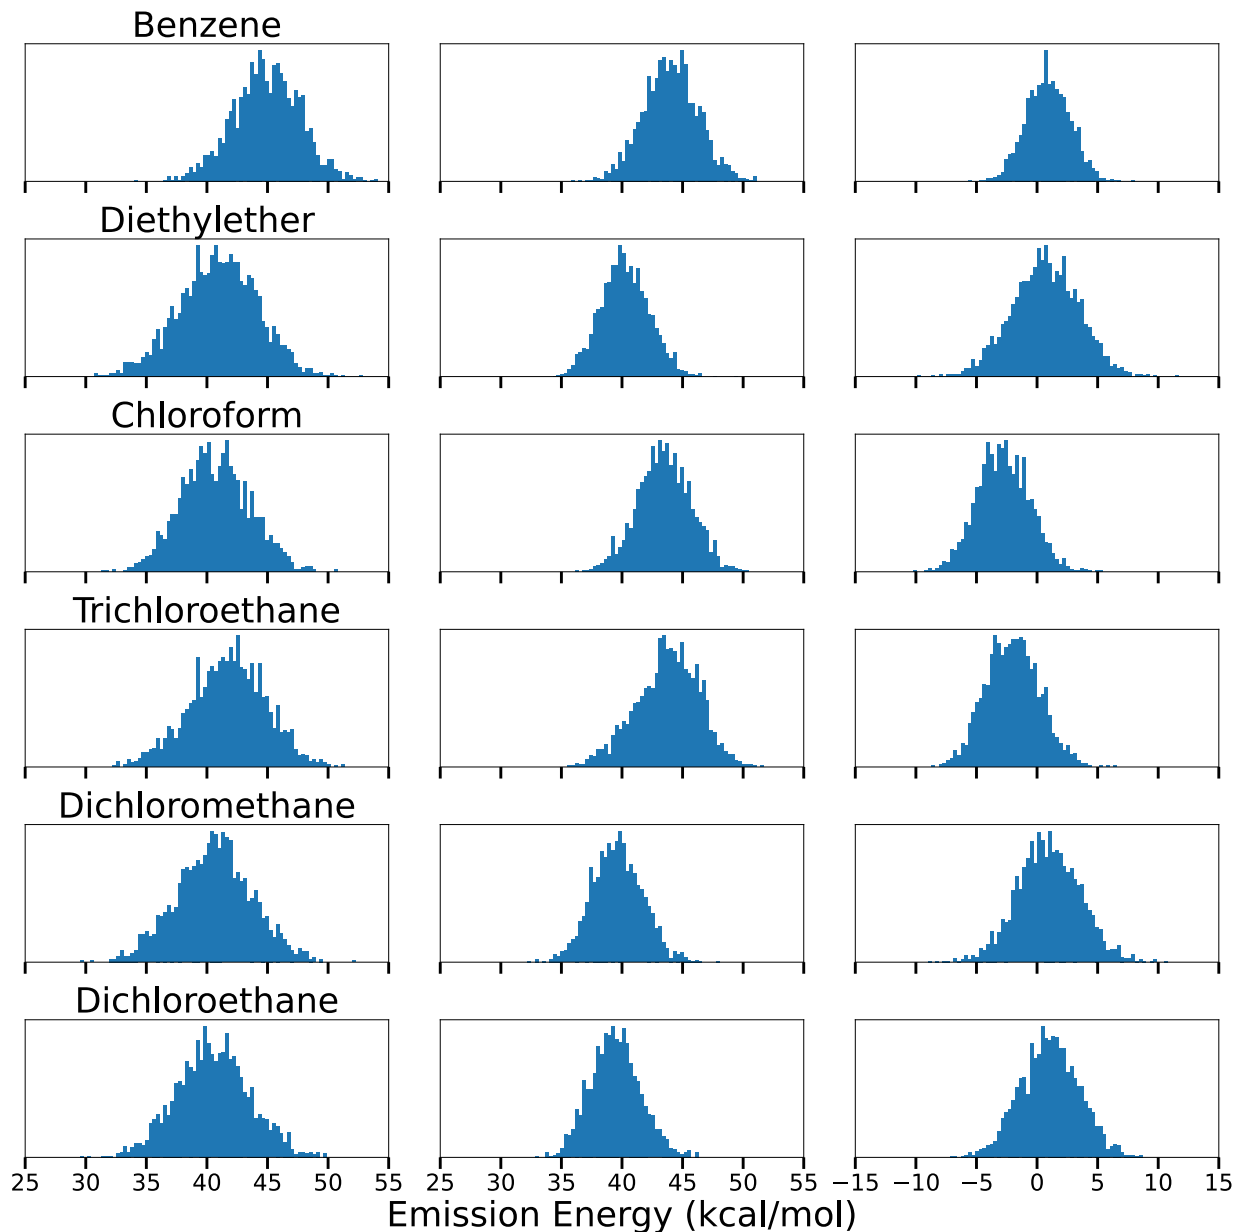 Benzene
Diethylether
Chloroform
Trichloroethane
Dichloromethane
Dichloroethane
25 30 35 40 45 50 55 25 30 35 40 45 50 55 −15 −10 −5 0 5 10 15
Emission Energy (kcal/mol)